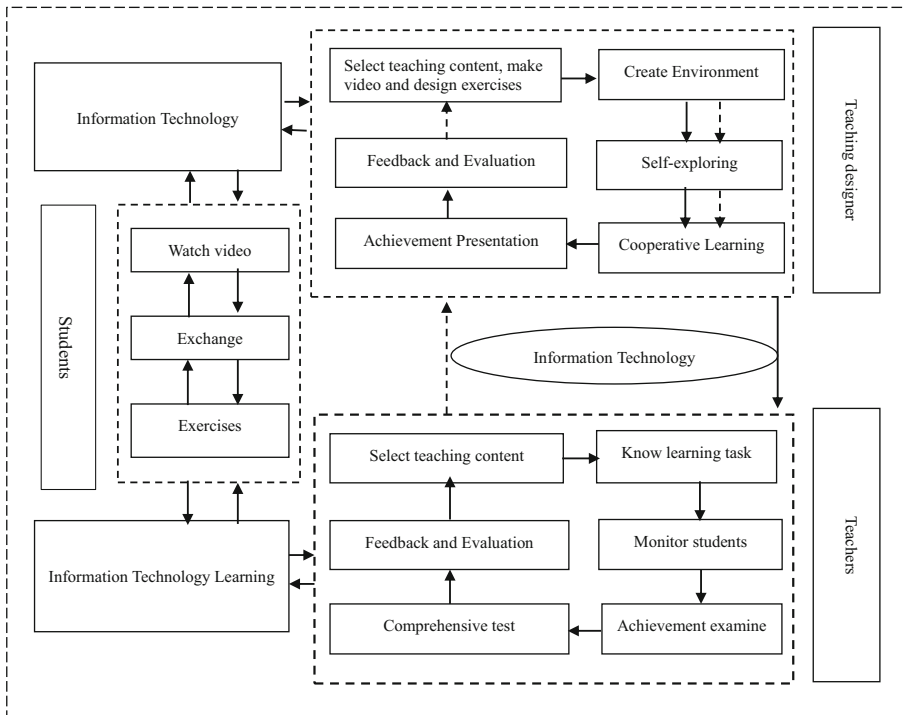 Select teaching content, make
video and design exercises
Create Environment
Information Technology
Feedback and Evaluation
Self-exploring
Achievement Presentation
Cooperative Learning
Teaching designer
Watch video
Exchange
Exercises
Students
Information Technology
Select teaching content
Know learning task
Feedback and Evaluation
Monitor students
Information Technology Learning
Comprehensive test
Achievement examine
Teachers